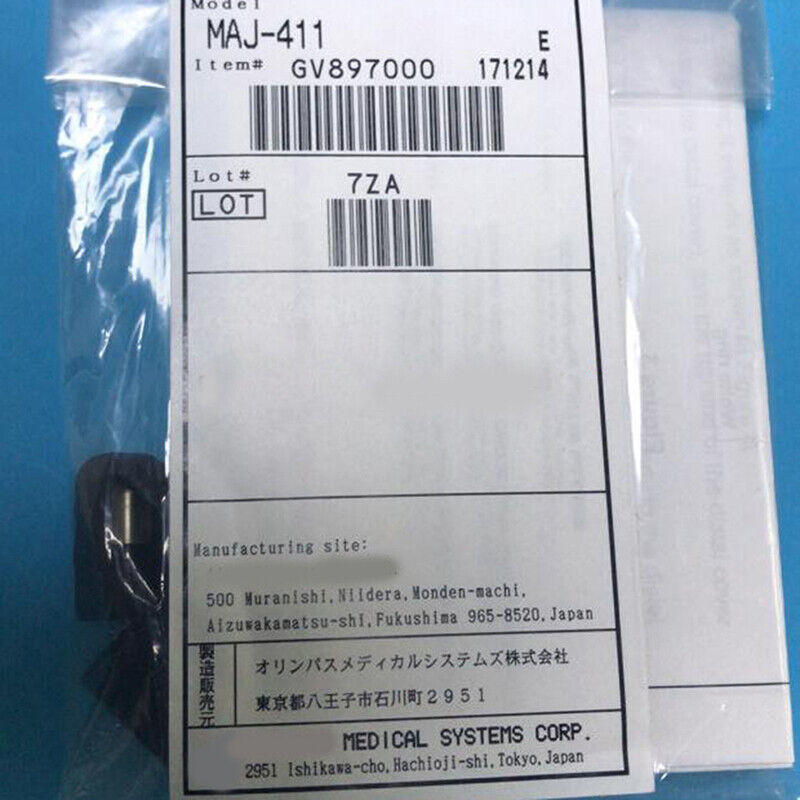 Model
MAJ-411
E
Item# GV897000 171214
Lot# 7ZA
LOT
Manufacturing site:
500 Muranishi,Niidera,Monden-machi,
Aizuwakamatsu-shi,Fukushima 965-8520,Japan
製造販売元
オリンパスメディカルシステムズ株式会社
東京都八王子市石川町2951
MEDICAL SYSTEMS CORP.
2951 Ishikawa-cho,Hachioji-shi,Tokyo,Japan